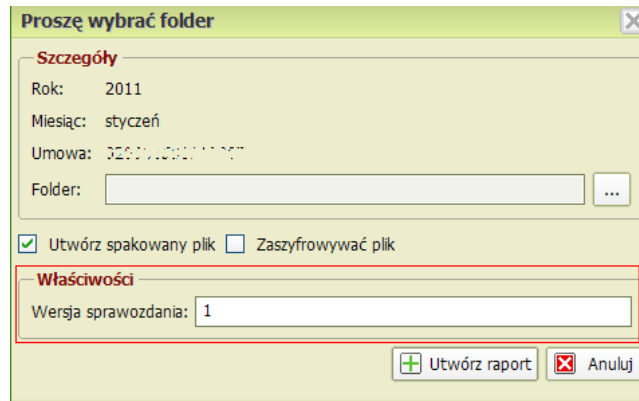 Proszę wybrać folder
Szczegóły
Rok: 2011
Miesiąc: styczeń
Umowa:
Folder: ...
Utwórz spakowany plik Zaszyfrowywać plik
Właściwości
Wersja sprawozdania: 1
Utwórz raport Anuluj